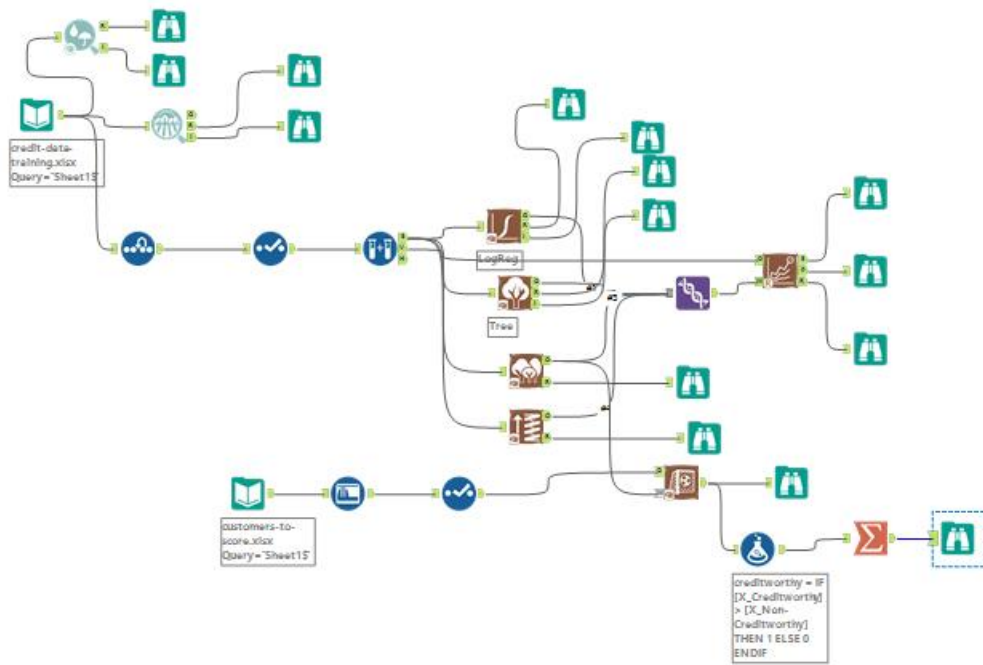 credit-data-
training.xlsx
Query=`Sheet1$`
LogReg
Tree
customers-to-
score.xlsx
Query=`Sheet1$`
creditworthy = IF
[X_Creditworthy]
> [X_Non-
Creditworthy]
THEN 1 ELSE 0
ENDIF